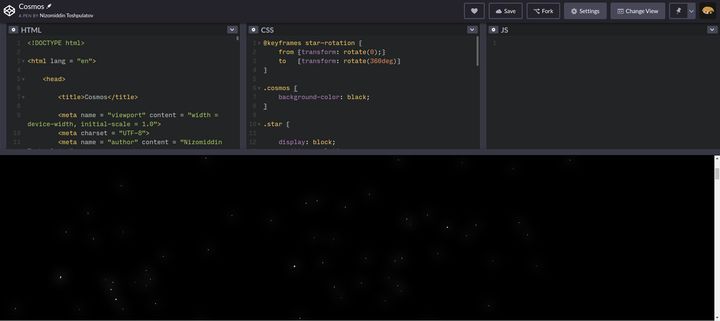 Cosmos
A PEN BY Nizomiddin Toshpulatov
Save
Fork
Settings
Change View
HTML
1 <!DOCTYPE html>
2
3 <html lang = "en">
4
5 <head>
6
7 <title>Cosmos</title>
8
9 <meta name = "viewport" content = "width =
device-width, initial-scale = 1.0">
10 <meta charset = "UTF-8">
11 <meta name = "author" content = "Nizomiddin
CSS
1 @keyframes star-rotation {
2 from {transform: rotate(0);}
3 to {transform: rotate(360deg)}
4 }
5
6 .cosmos {
7 background-color: black;
8 }
9
10 .star {
11
12 display: block;
JS
1